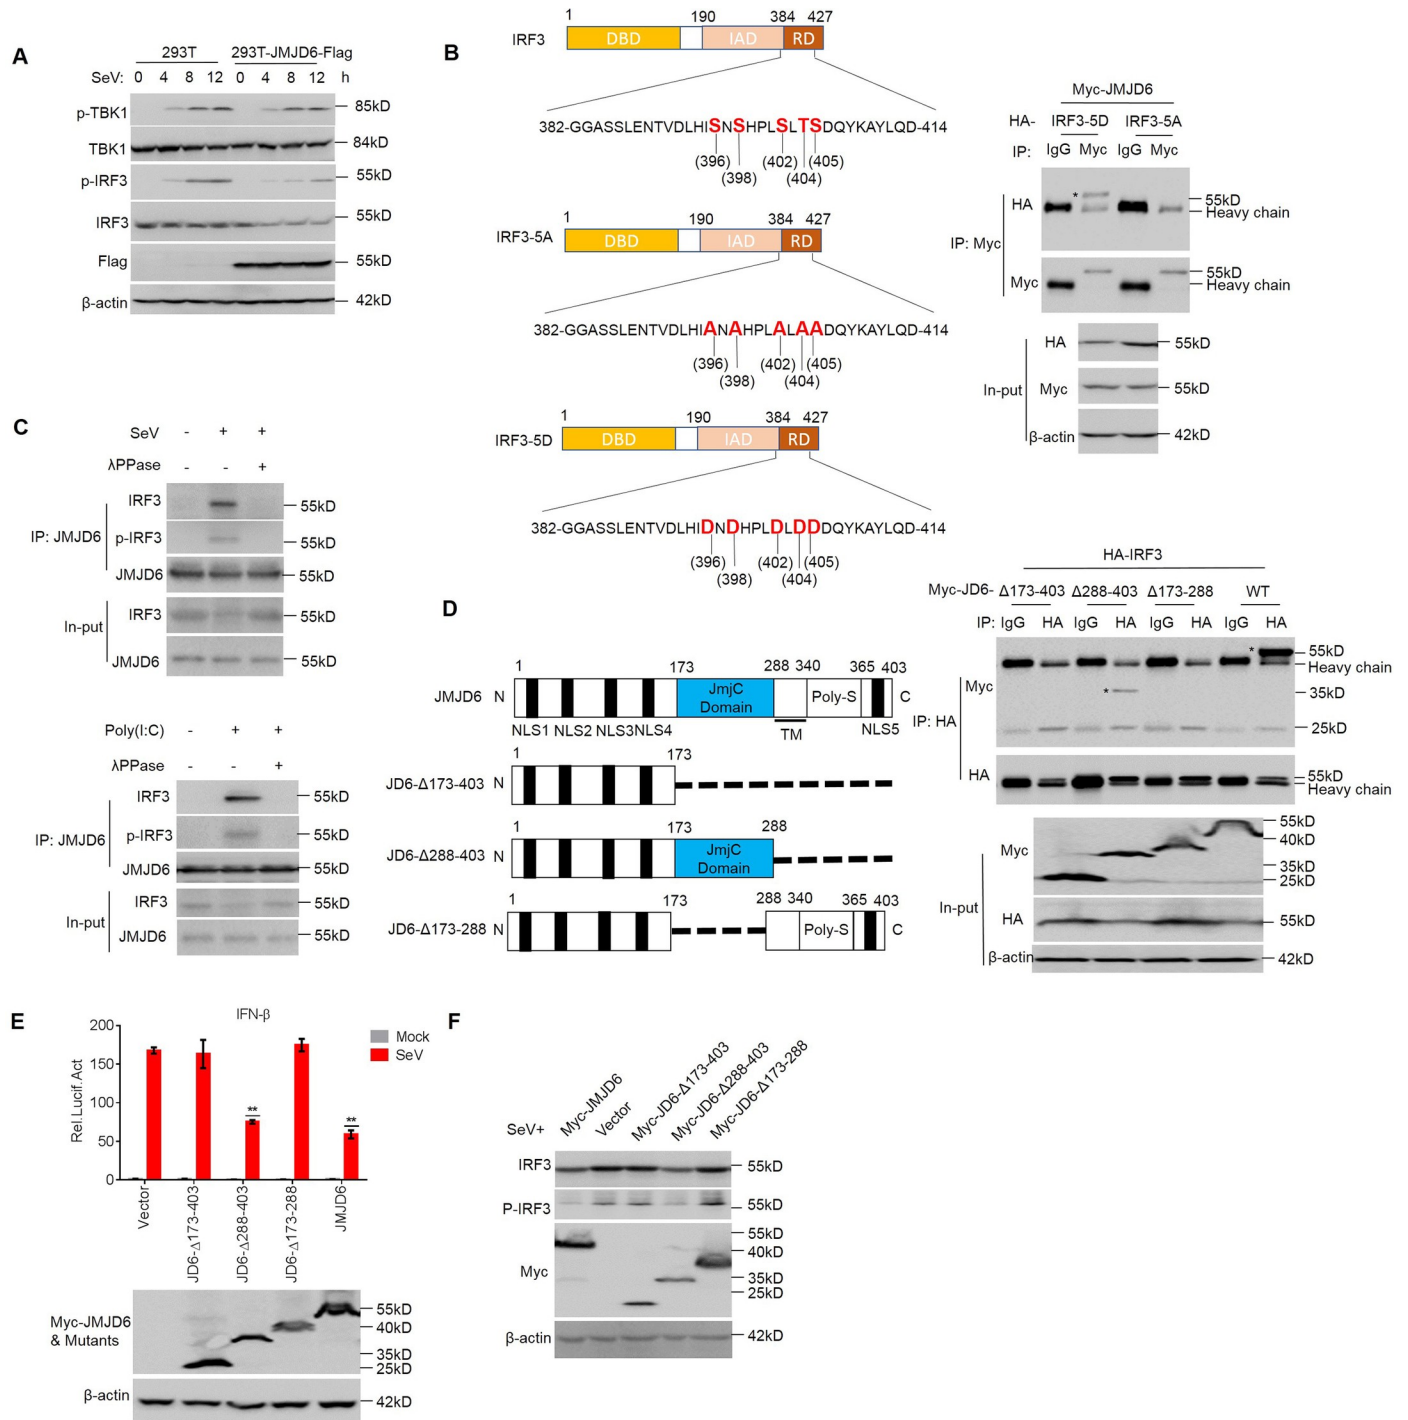 A
293T 293T-JMJD6-Flag
SeV: 0 4 8 12 0 4 8 12 h
p-TBK1 85kD
TBK1 84kD
p-IRF3 55kD
IRF3 55kD
Flag 55kD
β-actin 42kD
B
1 190 384 427
IRF3 DBD IAD RD
382-GGASSLENTVDLHISNSHPLSLTSDQYKAYLQD-414
(396) (402) (405)
(398) (404)
1 190 384 427
IRF3-5A DBD IAD RD
382-GGASSLENTVDLHIANAHPLALAADQYKAYLQD-414
(396) (402) (405)
(398) (404)
1 190 384 427
IRF3-5D DBD IAD RD
382-GGASSLENTVDLHIDNDHPLDLDDDQYKAYLQD-414
(396) (402) (405)
(398) (404)
Myc-JMJD6
HA- IRF3-5D IRF3-5A
IP: IgG Myc IgG Myc
IP: Myc
HA * 55kD
Heavy chain
Myc 55kD
Heavy chain
In-put
HA 55kD
Myc 55kD
β-actin 42kD
C
SeV - + +
λPPase - - +
IP: JMJD6
IRF3 55kD
p-IRF3 55kD
JMJD6 55kD
In-put
IRF3 55kD
JMJD6 55kD
Poly(I:C) - + +
λPPase - - +
IP: JMJD6
IRF3 55kD
p-IRF3 55kD
JMJD6 55kD
In-put
IRF3 55kD
JMJD6 55kD
D
1 173 288 340 365 403
JMJD6 N JmjC Domain Poly-S C
NLS1 NLS2 NLS3 NLS4 TM NLS5
1 173
JD6-Δ173-403 N
1 173 288
JD6-Δ288-403 N JmjC Domain
1 173 288 340 365 403
JD6-Δ173-288 N Poly-S C
HA-IRF3
Myc-JD6- Δ173-403 Δ288-403 Δ173-288 WT
IP: IgG HA IgG HA IgG HA IgG HA
IP: HA
Myc * 55kD
Heavy chain
* 35kD
25kD
HA 55kD
Heavy chain
In-put
Myc 55kD
40kD
35kD
25kD
HA 55kD
β-actin 42kD
E
IFN-β
Rel.Lucif.Act
200
150
100
50
0
Mock
SeV
** **
Vector JD6-Δ173-403 JD6-Δ288-403 JD6-Δ173-288 JMJD6
Myc-JMJD6
& Mutants
55kD
40kD
35kD
25kD
β-actin 42kD
F
SeV+ Myc-JMJD6 Vector Myc-JD6-Δ173-403 Myc-JD6-Δ288-403 Myc-JD6-Δ173-288
IRF3 55kD
P-IRF3 55kD
Myc 55kD
40kD
35kD
25kD
β-actin 42kD